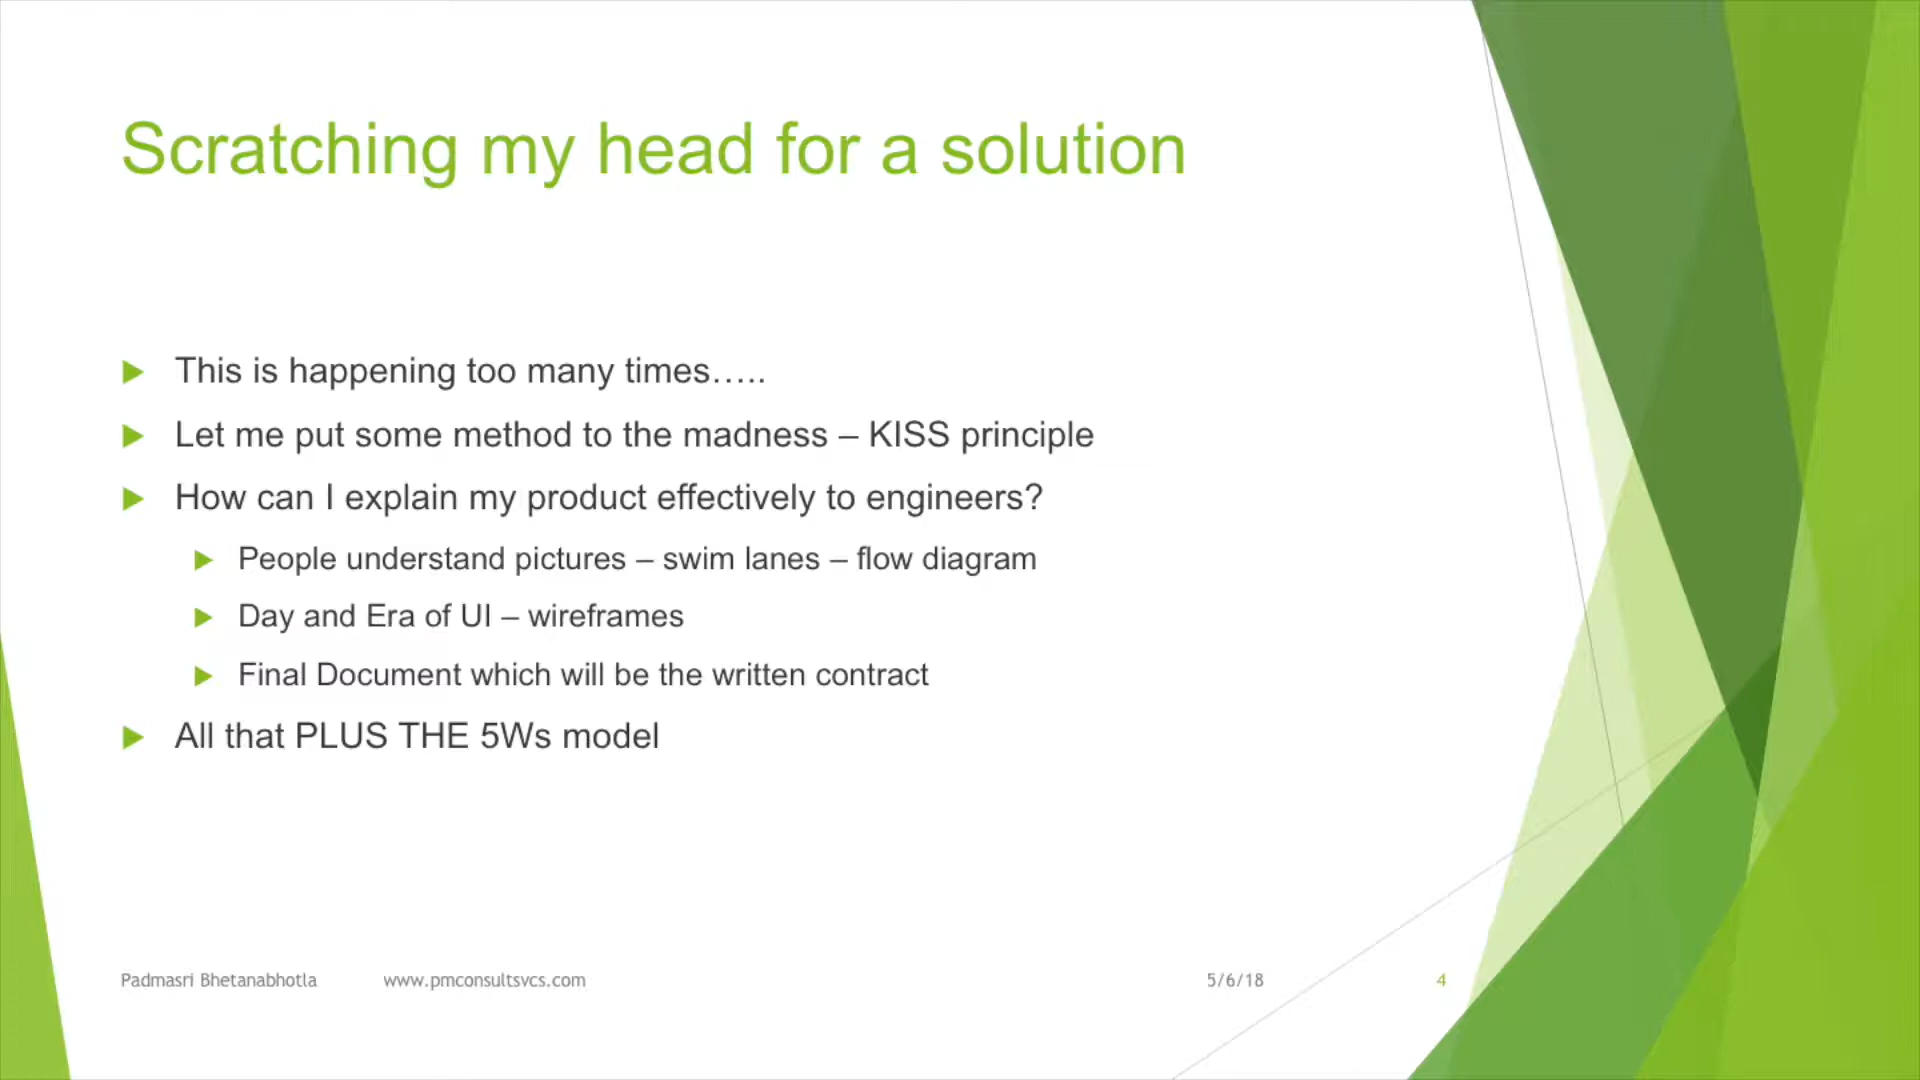 Scratching my head for a solution
This is happening too many times…..
Let me put some method to the madness – KISS principle
How can I explain my product effectively to engineers?
People understand pictures – swim lanes – flow diagram
Day and Era of UI – wireframes
Final Document which will be the written contract
All that PLUS THE 5Ws model
Padmasri Bhetanabhotla www.pmconsultsvcs.com 5/6/18 4